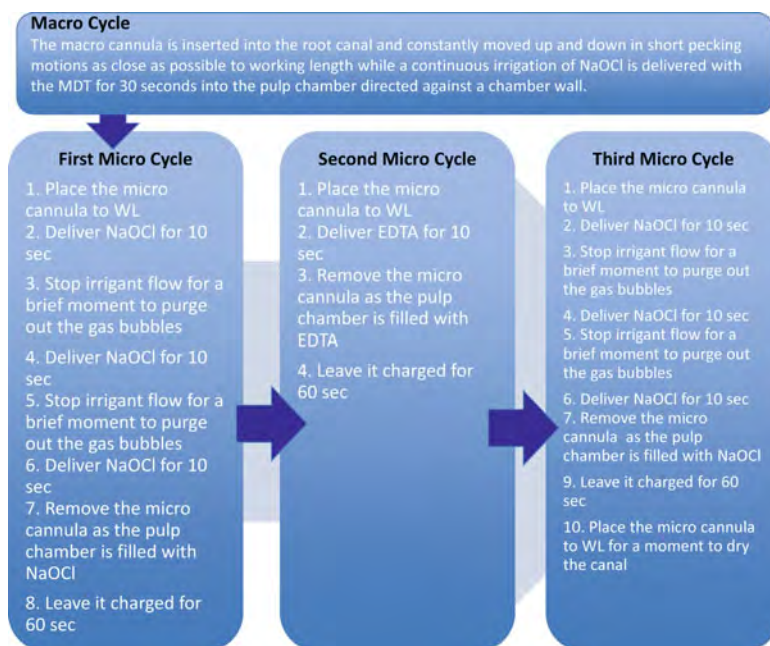 Macro Cycle
The macro cannula is inserted into the root canal and constantly moved up and down in short pecking
motions as close as possible to working length while a continuous irrigation of NaOCl is delivered with
the MDT for 30 seconds into the pulp chamber directed against a chamber wall.
First Micro Cycle
1. Place the micro
cannula to WL
2. Deliver NaOCl for 10
sec
3. Stop irrigant flow for a
brief moment to purge
out the gas bubbles
4. Deliver NaOCl for 10
sec
5. Stop irrigant flow for a
brief moment to purge
out the gas bubbles
6. Deliver NaOCl for 10
sec
7. Remove the micro
cannula as the pulp
chamber is filled with
NaOCl
8. Leave it charged for
60 sec
Second Micro Cycle
1. Place the micro
cannula to WL
2. Deliver EDTA for 10
sec
3. Remove the micro
cannula as the pulp
chamber is filled with
EDTA
4. Leave it charged for
60 sec
Third Micro Cycle
1. Place the micro cannula
to WL
2. Deliver NaOCl for 10 sec
3. Stop irrigant flow for a
brief moment to purge out
the gas bubbles
4. Deliver NaOCl for 10 sec
5. Stop irrigant flow for a
brief moment to purge out
the gas bubbles
6. Deliver NaOCl for 10 sec
7. Remove the micro
cannula as the pulp
chamber is filled with NaOCl
9. Leave it charged for 60
sec
10. Place the micro cannula
to WL for a moment to dry
the canal